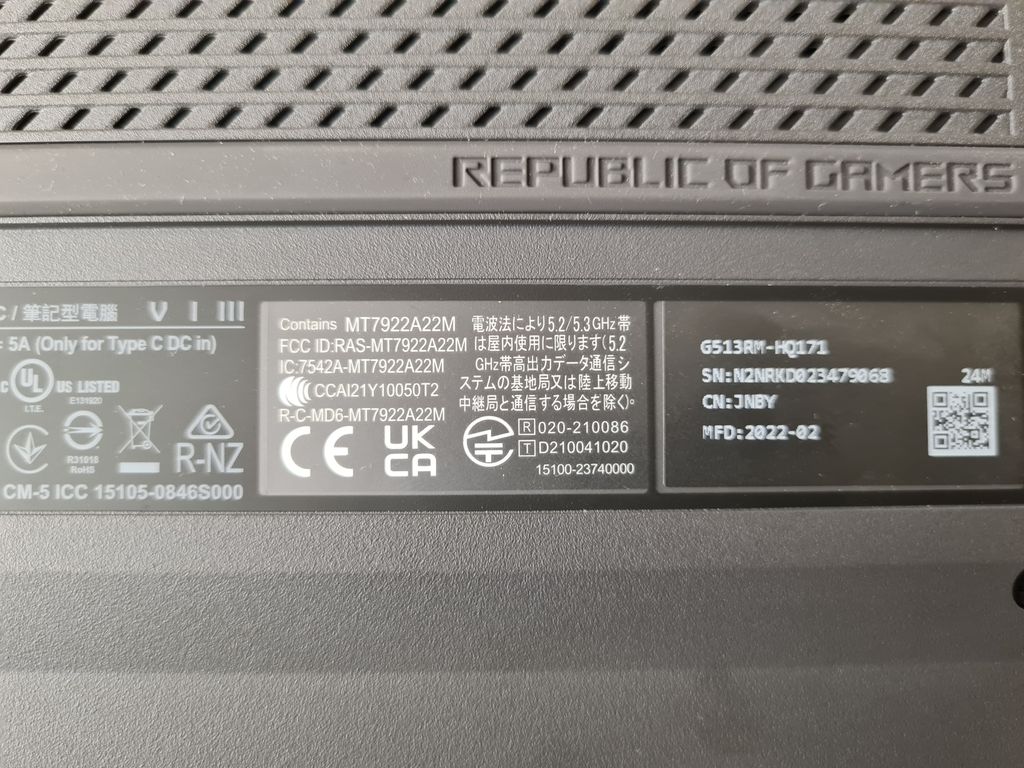 REPUBLIC OF GAMERS
C / 筆記型電腦 V I III
= 5A (Only for Type C DC in)
C UL US LISTED
I.T.E. E131920
R31018
RoHS
R-NZ
CM-5 ICC 15105-0846S000
Contains MT7922A22M
FCC ID:RAS-MT7922A22M
IC:7542A-MT7922A22M
CCAI21Y10050T2
R-C-MD6-MT7922A22M
CE UK
CA
電波法により5.2/5.3GHz帯
は屋内使用に限ります(5.2
GHz帯高出力データ通信シ
ステムの基地局又は陸上移動
中継局と通信する場合を除く)。
R 020-210086
T D210041020
15100-23740000
G513RM-HQ171
SN:N2NRKD023479068
24M
CN:JNBY
MFD:2022-02